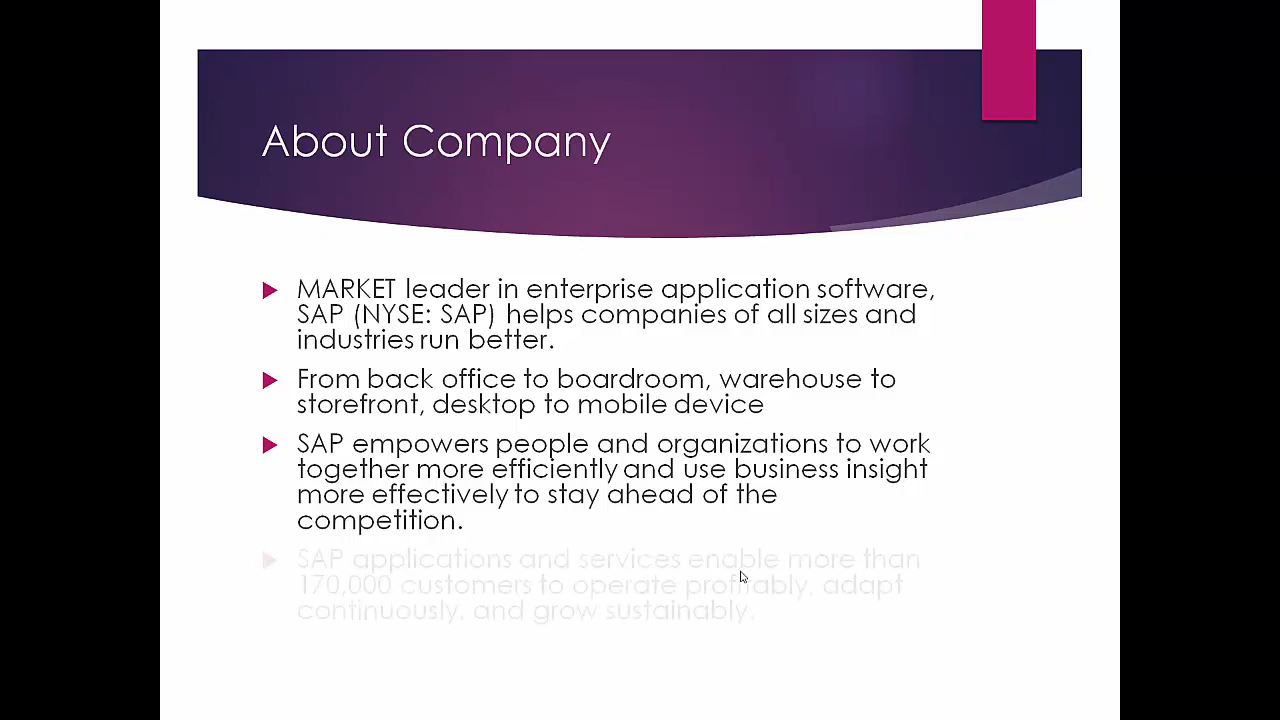 About Company
MARKET leader in enterprise application software,
SAP (NYSE: SAP) helps companies of all sizes and
industries run better.
From back office to boardroom, warehouse to
storefront, desktop to mobile device
SAP empowers people and organizations to work
together more efficiently and use business insight
more effectively to stay ahead of the
competition.
SAP applications and services enable more than
170,000 customers to operate profitably, adapt
continuously, and grow sustainably.